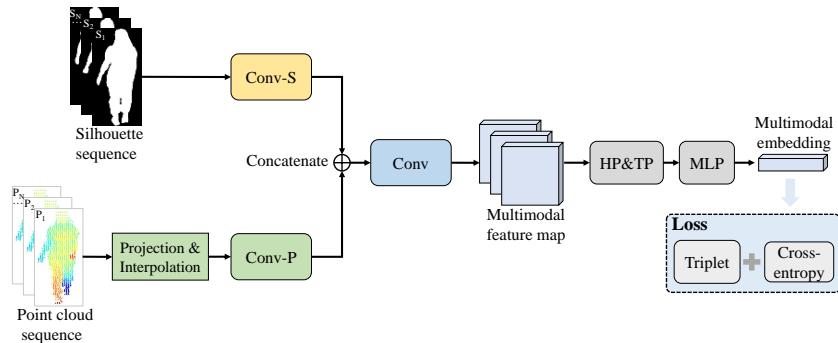 S_N
...
S_2
S_1
Silhouette
sequence
Conv-S
Concatenate
Conv
P_N
...
P_2
P_1
Point cloud
sequence
Projection &
Interpolation
Conv-P
Multimodal
feature map
HP&TP
MLP
Multimodal
embedding
Loss
Triplet
Cross-
entropy